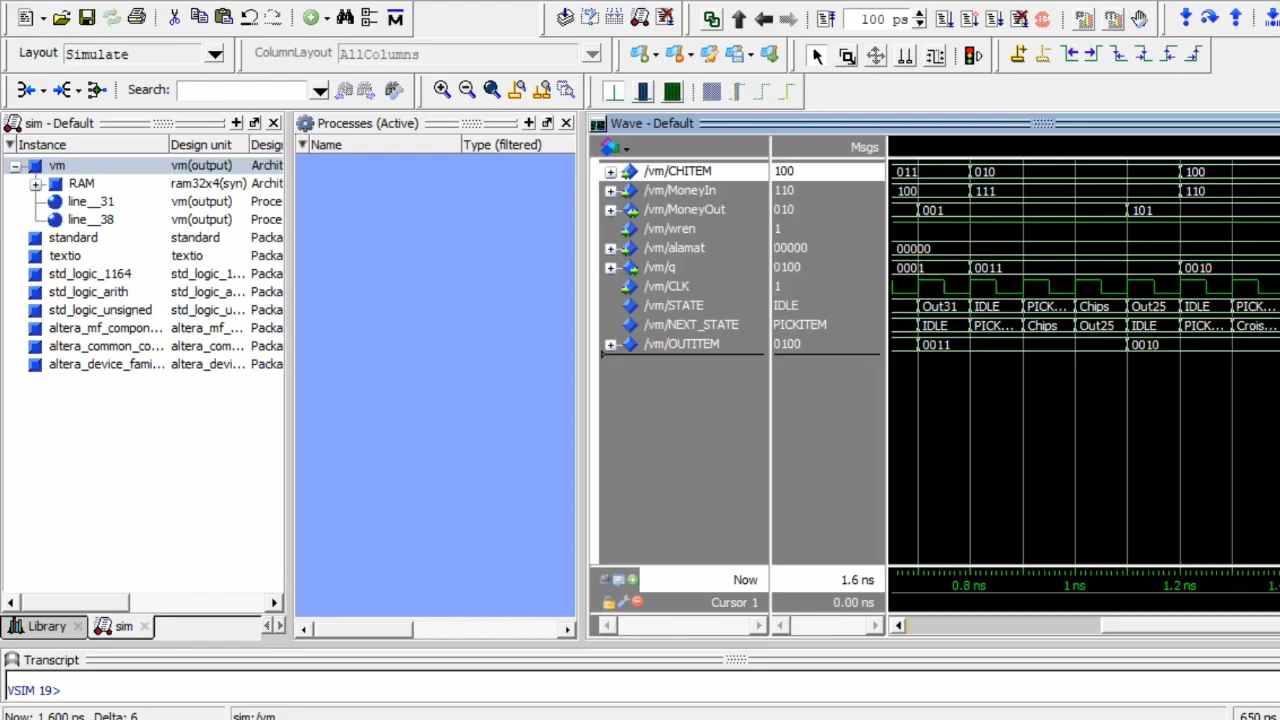 100 ps
Layout Simulate ColumnLayout AllColumns
Search:
sim - Default
Instance Design unit Desig
vm vm(output) Archit
RAM ram32x4(syn) Archit
line__31 vm(output) Proce
line__38 vm(output) Proce
standard standard Packa
textio textio Packa
std_logic_1164 std_logic_1... Packa
std_logic_arith std_logic_a... Packa
std_logic_unsigned std_logic_u... Packa
altera_mf_compon... altera_mf_... Packa
altera_common_co... altera_com... Packa
altera_device_fami... altera_devi... Packa
Library sim
Processes (Active)
Name Type (filtered)
Wave - Default
Msgs
/vm/CHITEM 100 011 010 100
/vm/MoneyIn 110 100 111 110
/vm/MoneyOut 010 001 101
/vm/wren 1
/vm/alamat 00000 00000
/vm/q 0100 0001 0011 0010
/vm/CLK 1
/vm/STATE IDLE Out31 IDLE PICK... Chips Out25 IDLE PICK...
/vm/NEXT_STATE PICKITEM IDLE PICK... Chips Out25 IDLE PICK... Crois...
/vm/OUTITEM 0100 0011 0010
Now 1.6 ns 0.8 ns 1 ns 1.2 ns
Cursor 1 0.00 ns
Transcript
VSIM 19>
Now: 1,600 ps Delta: 6 sim:/vm 650 ps